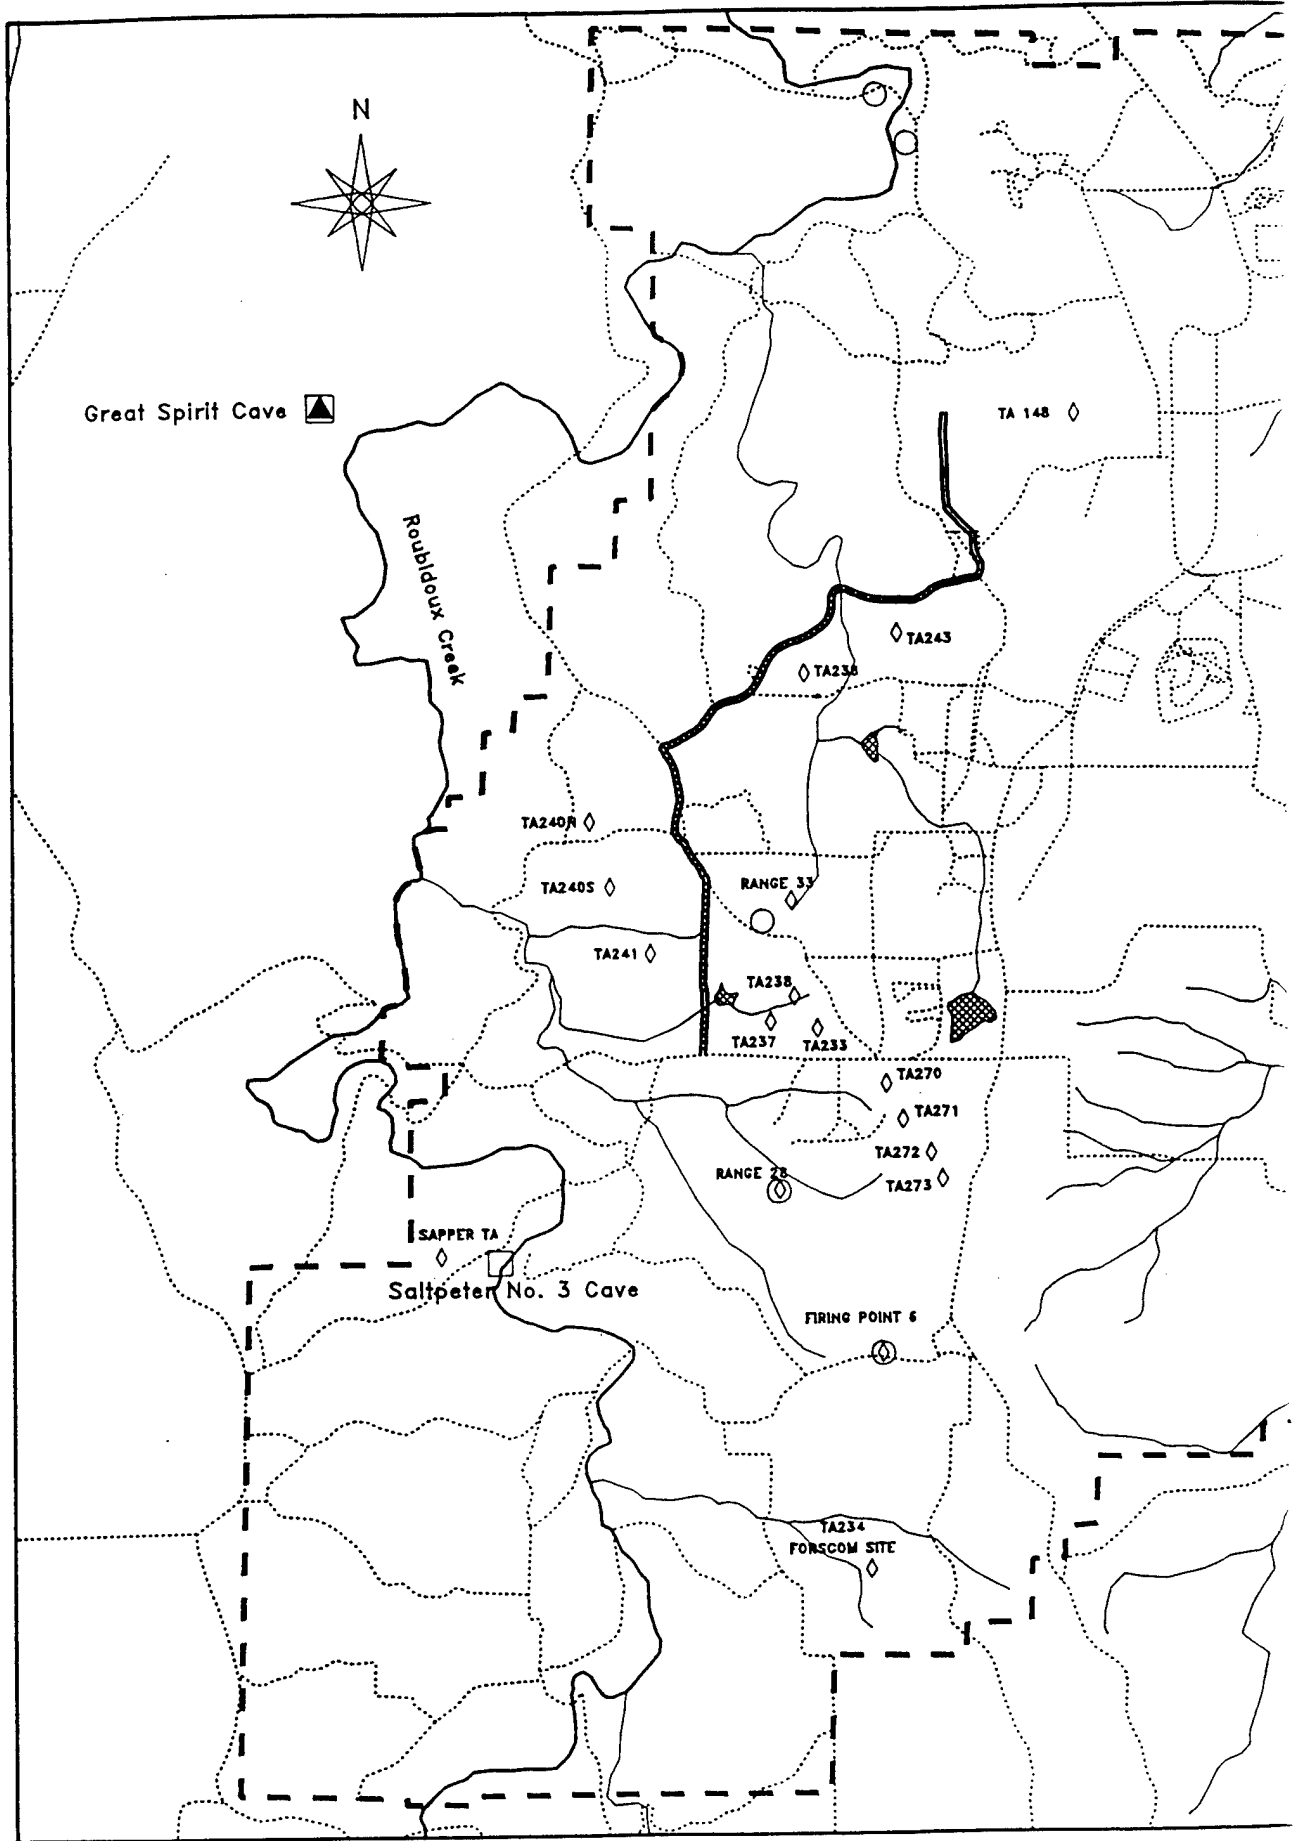 N
Great Spirit Cave
TA 148
Roubidoux Creek
TA243
TA240N
TA240S
RANGE 33
TA241
TA238
TA237
TA233
TA270
TA271
TA272
RANGE 28
TA273
SAPPER TA
Saltpeter No. 3 Cave
FIRING POINT 6
TA234
FORSCOM SITE